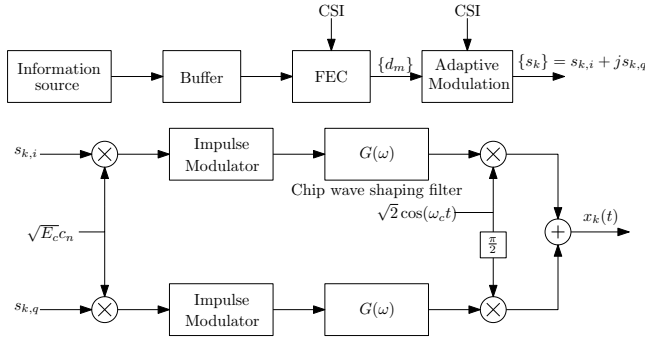 CSI
CSI
Information
source
Buffer
FEC
{d_m}
Adaptive
Modulation
{s_k} = s_{k,i} + js_{k,q}
s_{k,i}
Impulse
Modulator
G(ω)
Chip wave shaping filter
√2 cos(ω_c t)
√E_c c_n
π/2
x_k(t)
s_{k,q}
Impulse
Modulator
G(ω)